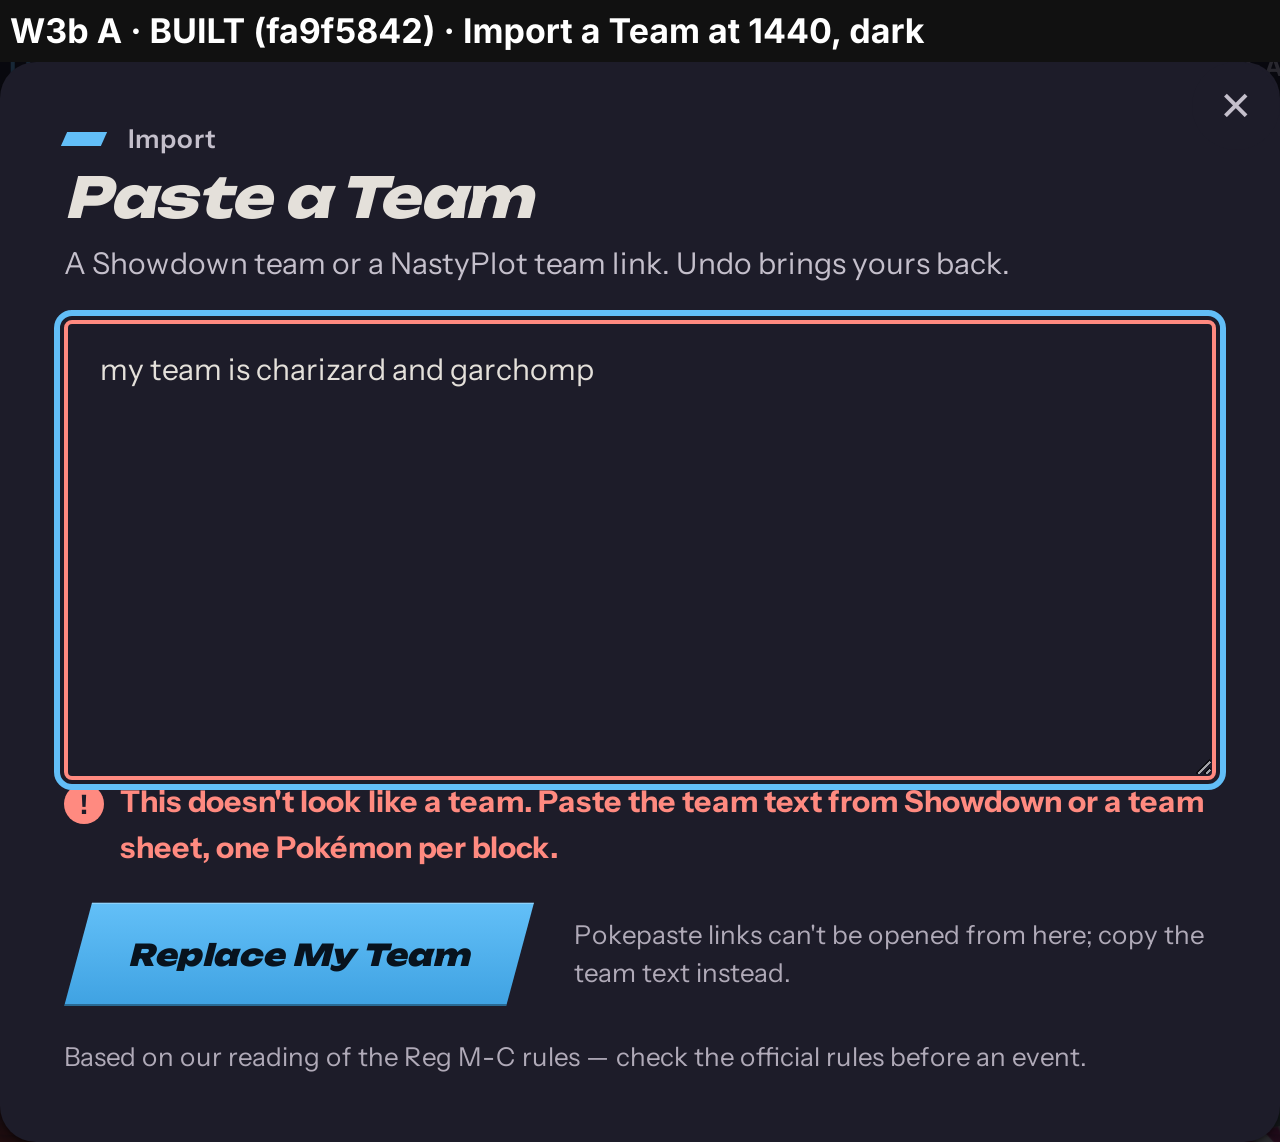 W3b A · BUILT (fa9f5842) · Import a Team at 1440, dark
Import
Paste a Team
A Showdown team or a NastyPlot team link. Undo brings yours back.
my team is charizard and garchomp
This doesn't look like a team. Paste the team text from Showdown or a team
sheet, one Pokémon per block.
Replace My Team
Pokepaste links can't be opened from here; copy the
team text instead.
Based on our reading of the Reg M-C rules — check the official rules before an event.